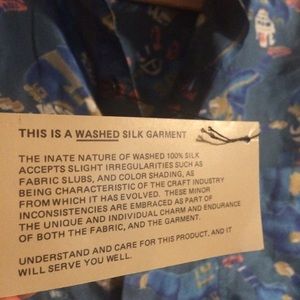 THIS IS A WASHED SILK GARMENT
THE INATE NATURE OF WASHED 100% SILK
ACCEPTS SLIGHT IRREGULARITIES SUCH AS
FABRIC SLUBS, AND COLOR SHADING, AS
BEING CHARACTERISTIC OF THE CRAFT INDUSTRY
FROM WHICH IT HAS EVOLVED. THESE MINOR
INCONSISTENCIES ARE EMBRACED AS PART OF
THE UNIQUE AND INDIVIDUAL CHARM AND ENDURANCE
OF BOTH THE FABRIC, AND THE GARMENT.
UNDERSTAND AND CARE FOR THIS PRODUCT. AND IT
WILL SERVE YOU WELL.